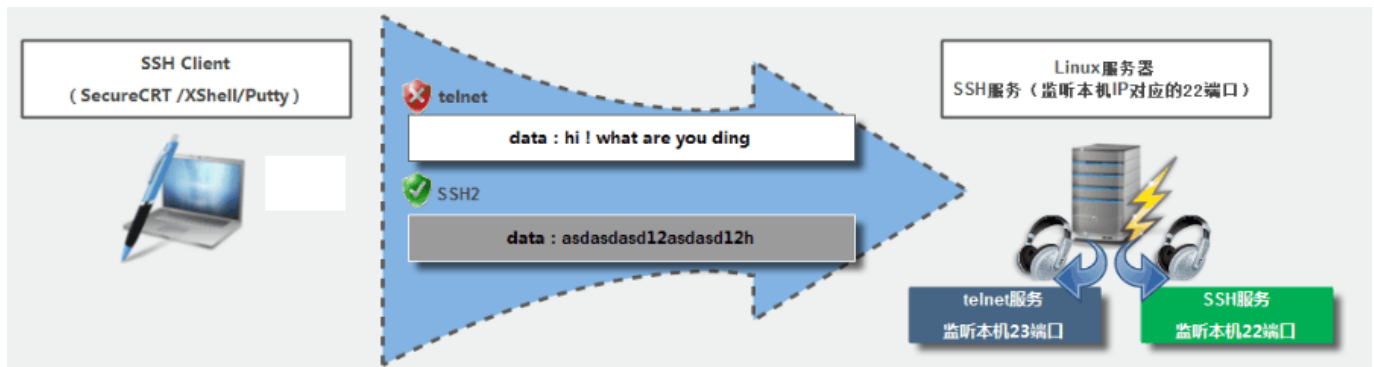 SSH Client
（SecureCRT /XShell/Putty）
telnet
data：hi！what are you ding
SSH2
data：asdasdasd12asdasd12h
Linux服务器
SSH服务（监听本机IP对应的22端口）
telnet服务
监听本机23端口
SSH服务
监听本机22端口